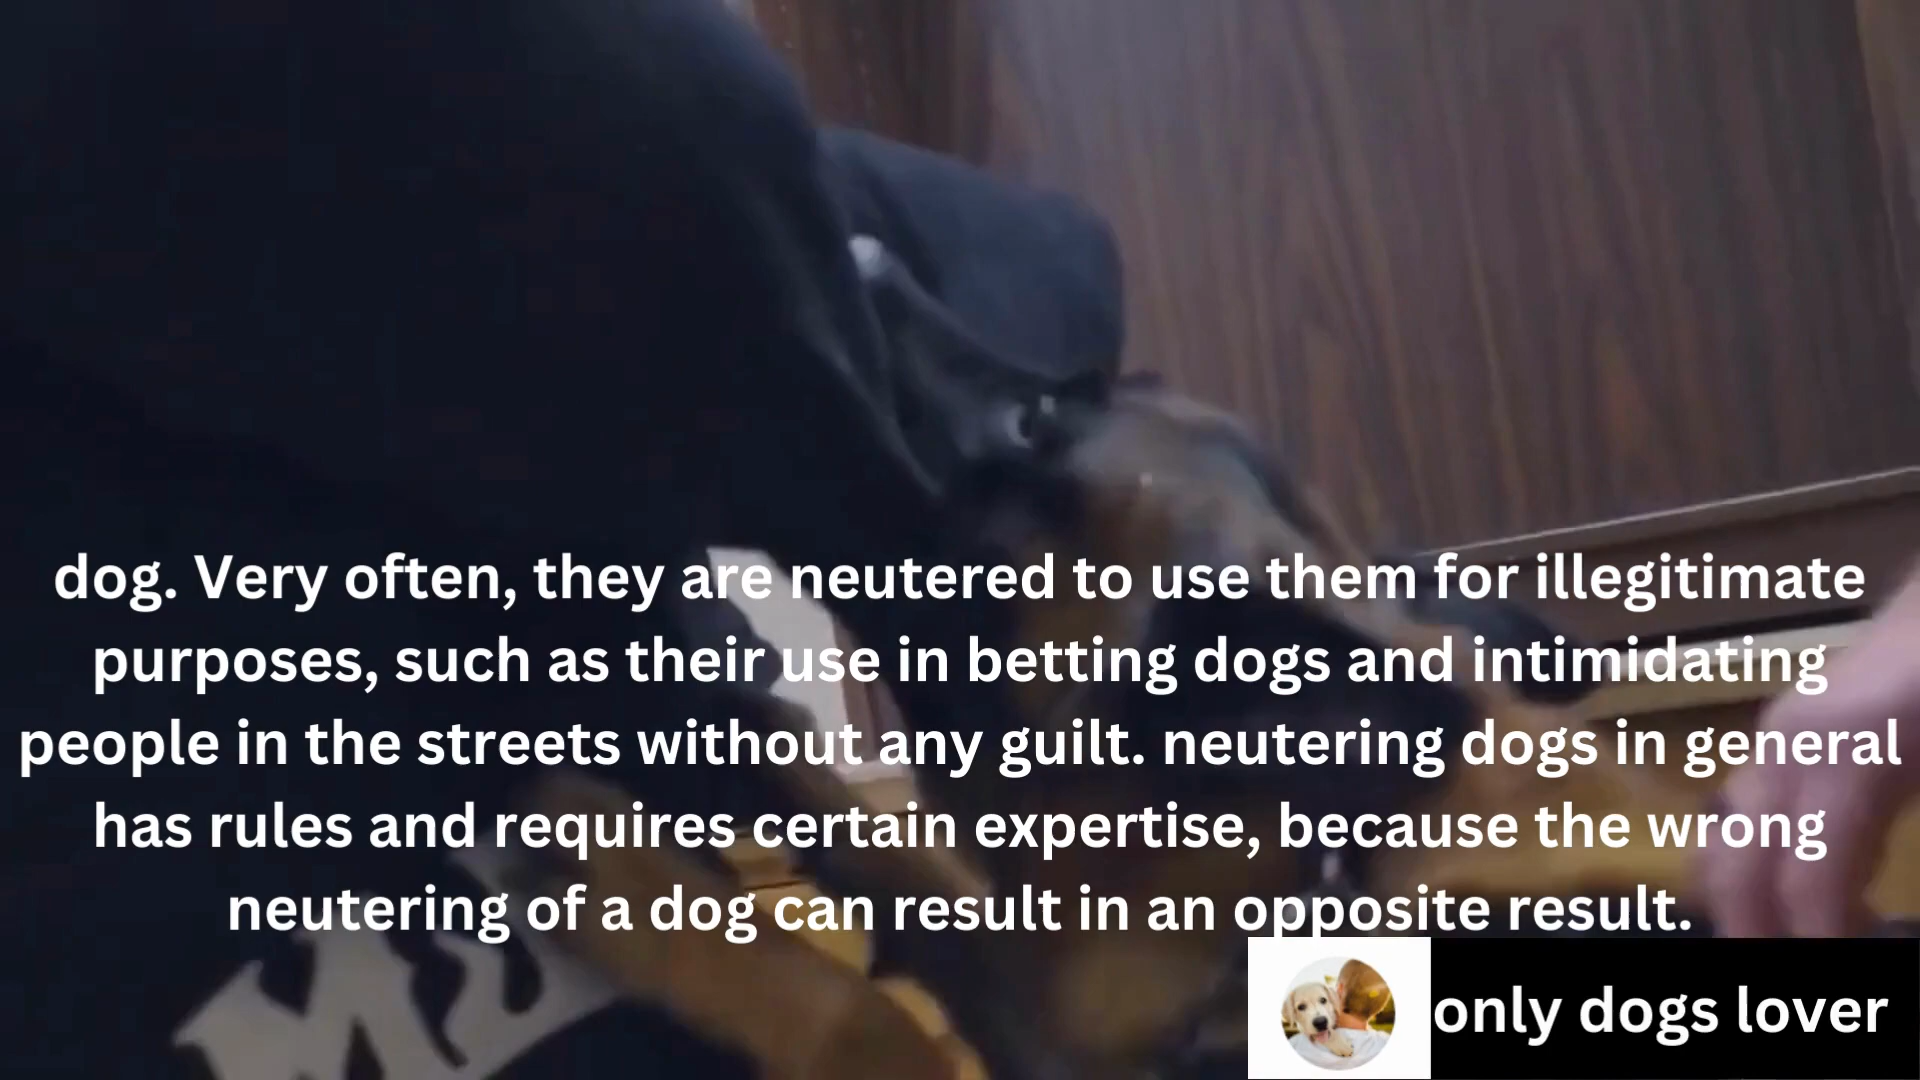 dog. Very often, they are neutered to use them for illegitimate
purposes, such as their use in betting dogs and intimidating
people in the streets without any guilt. neutering dogs in general
has rules and requires certain expertise, because the wrong
neutering of a dog can result in an opposite result.
only dogs lover